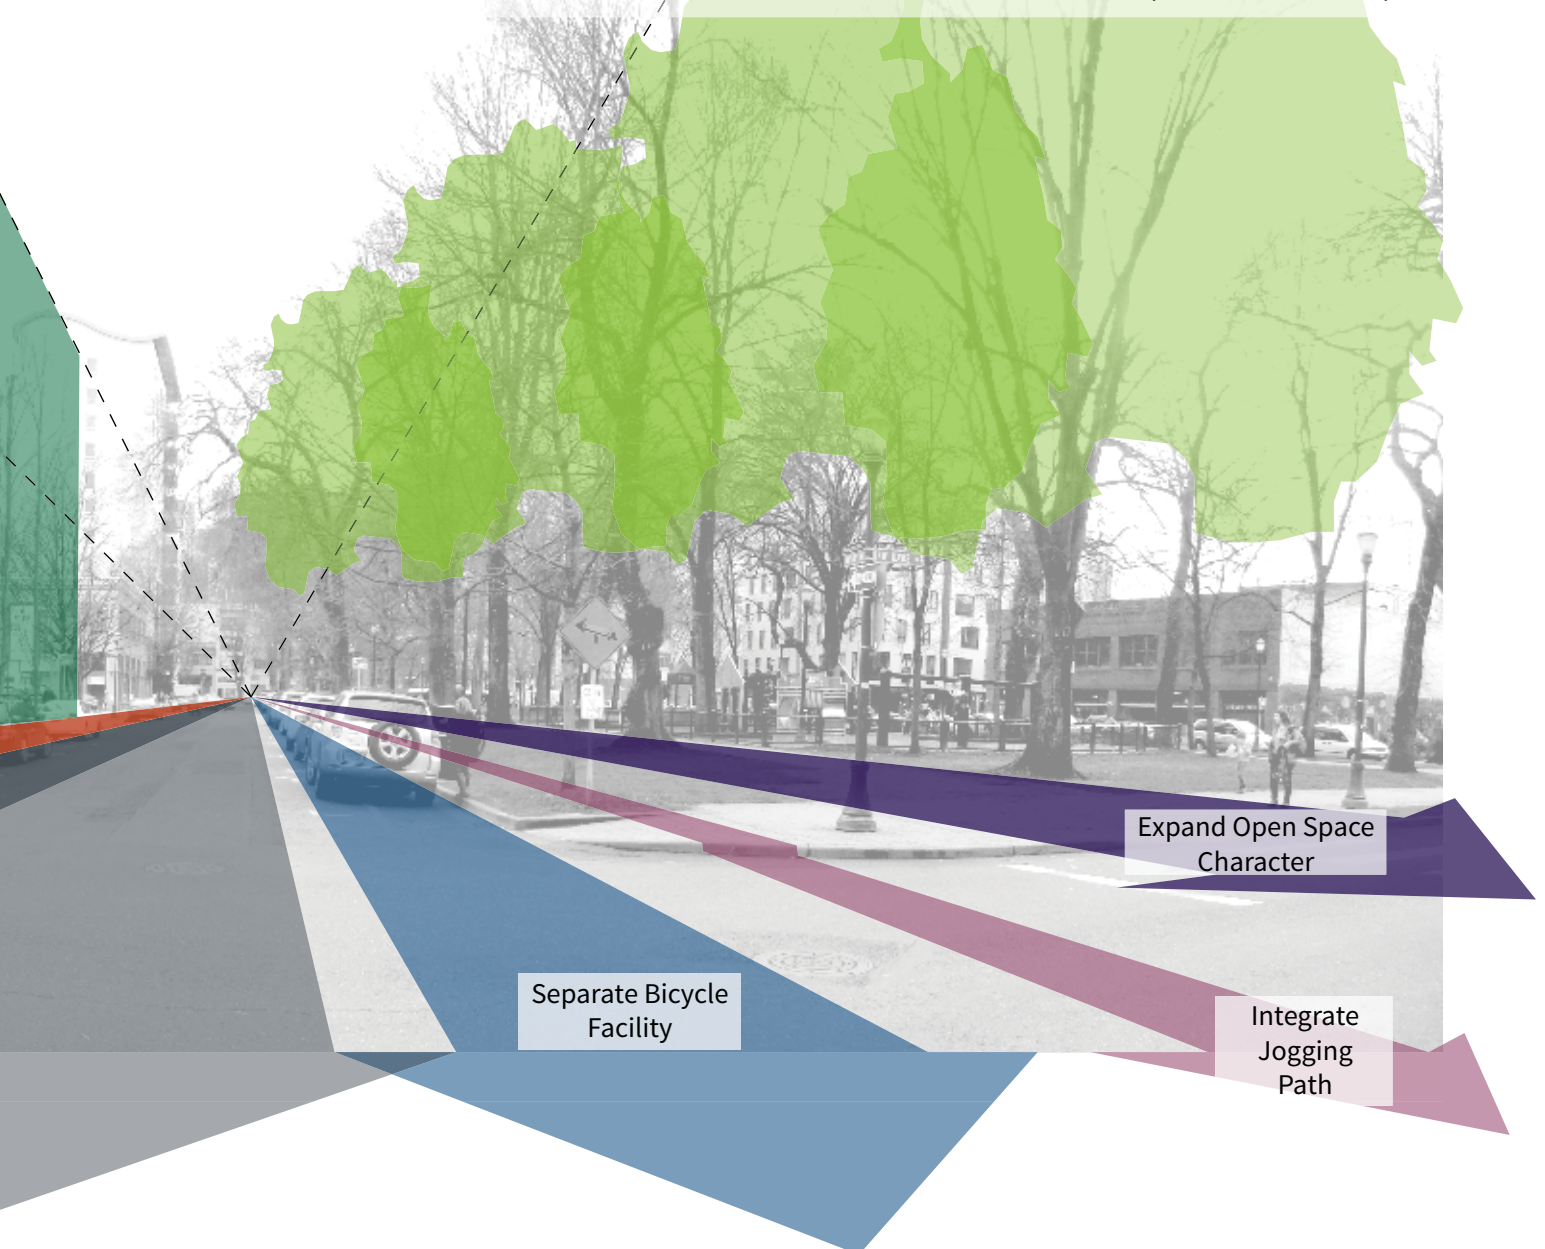 Expand Open Space
Character
Separate Bicycle
Facility
Integrate
Jogging
Path